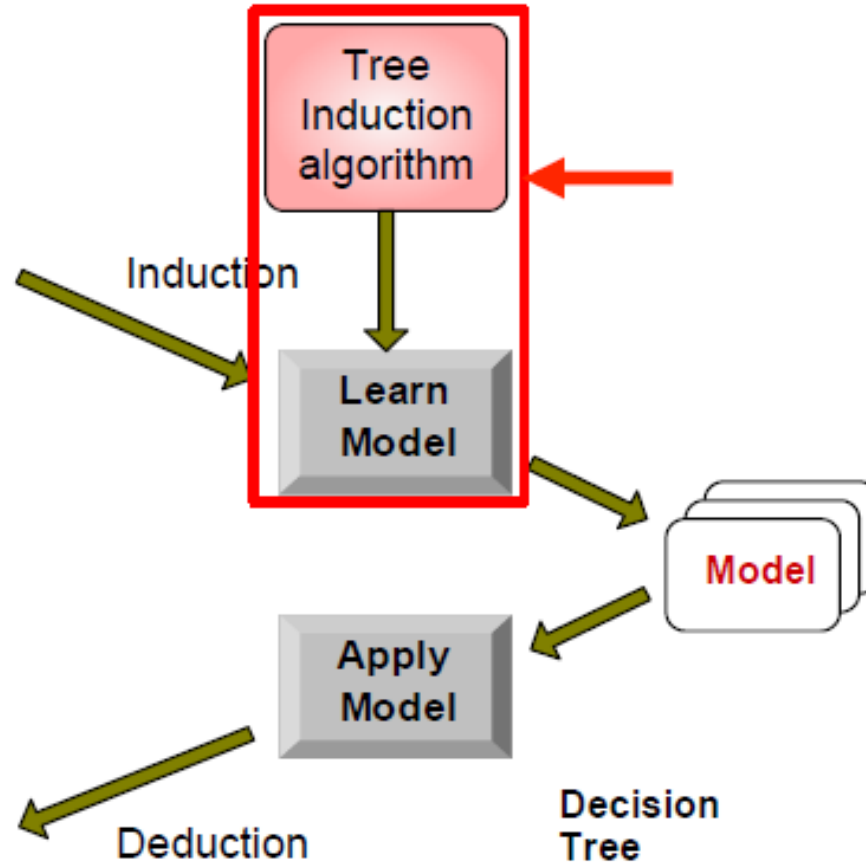 Tree
Induction
algorithm
Induction
Learn
Model
Model
Apply
Model
Decision
Tree
Deduction